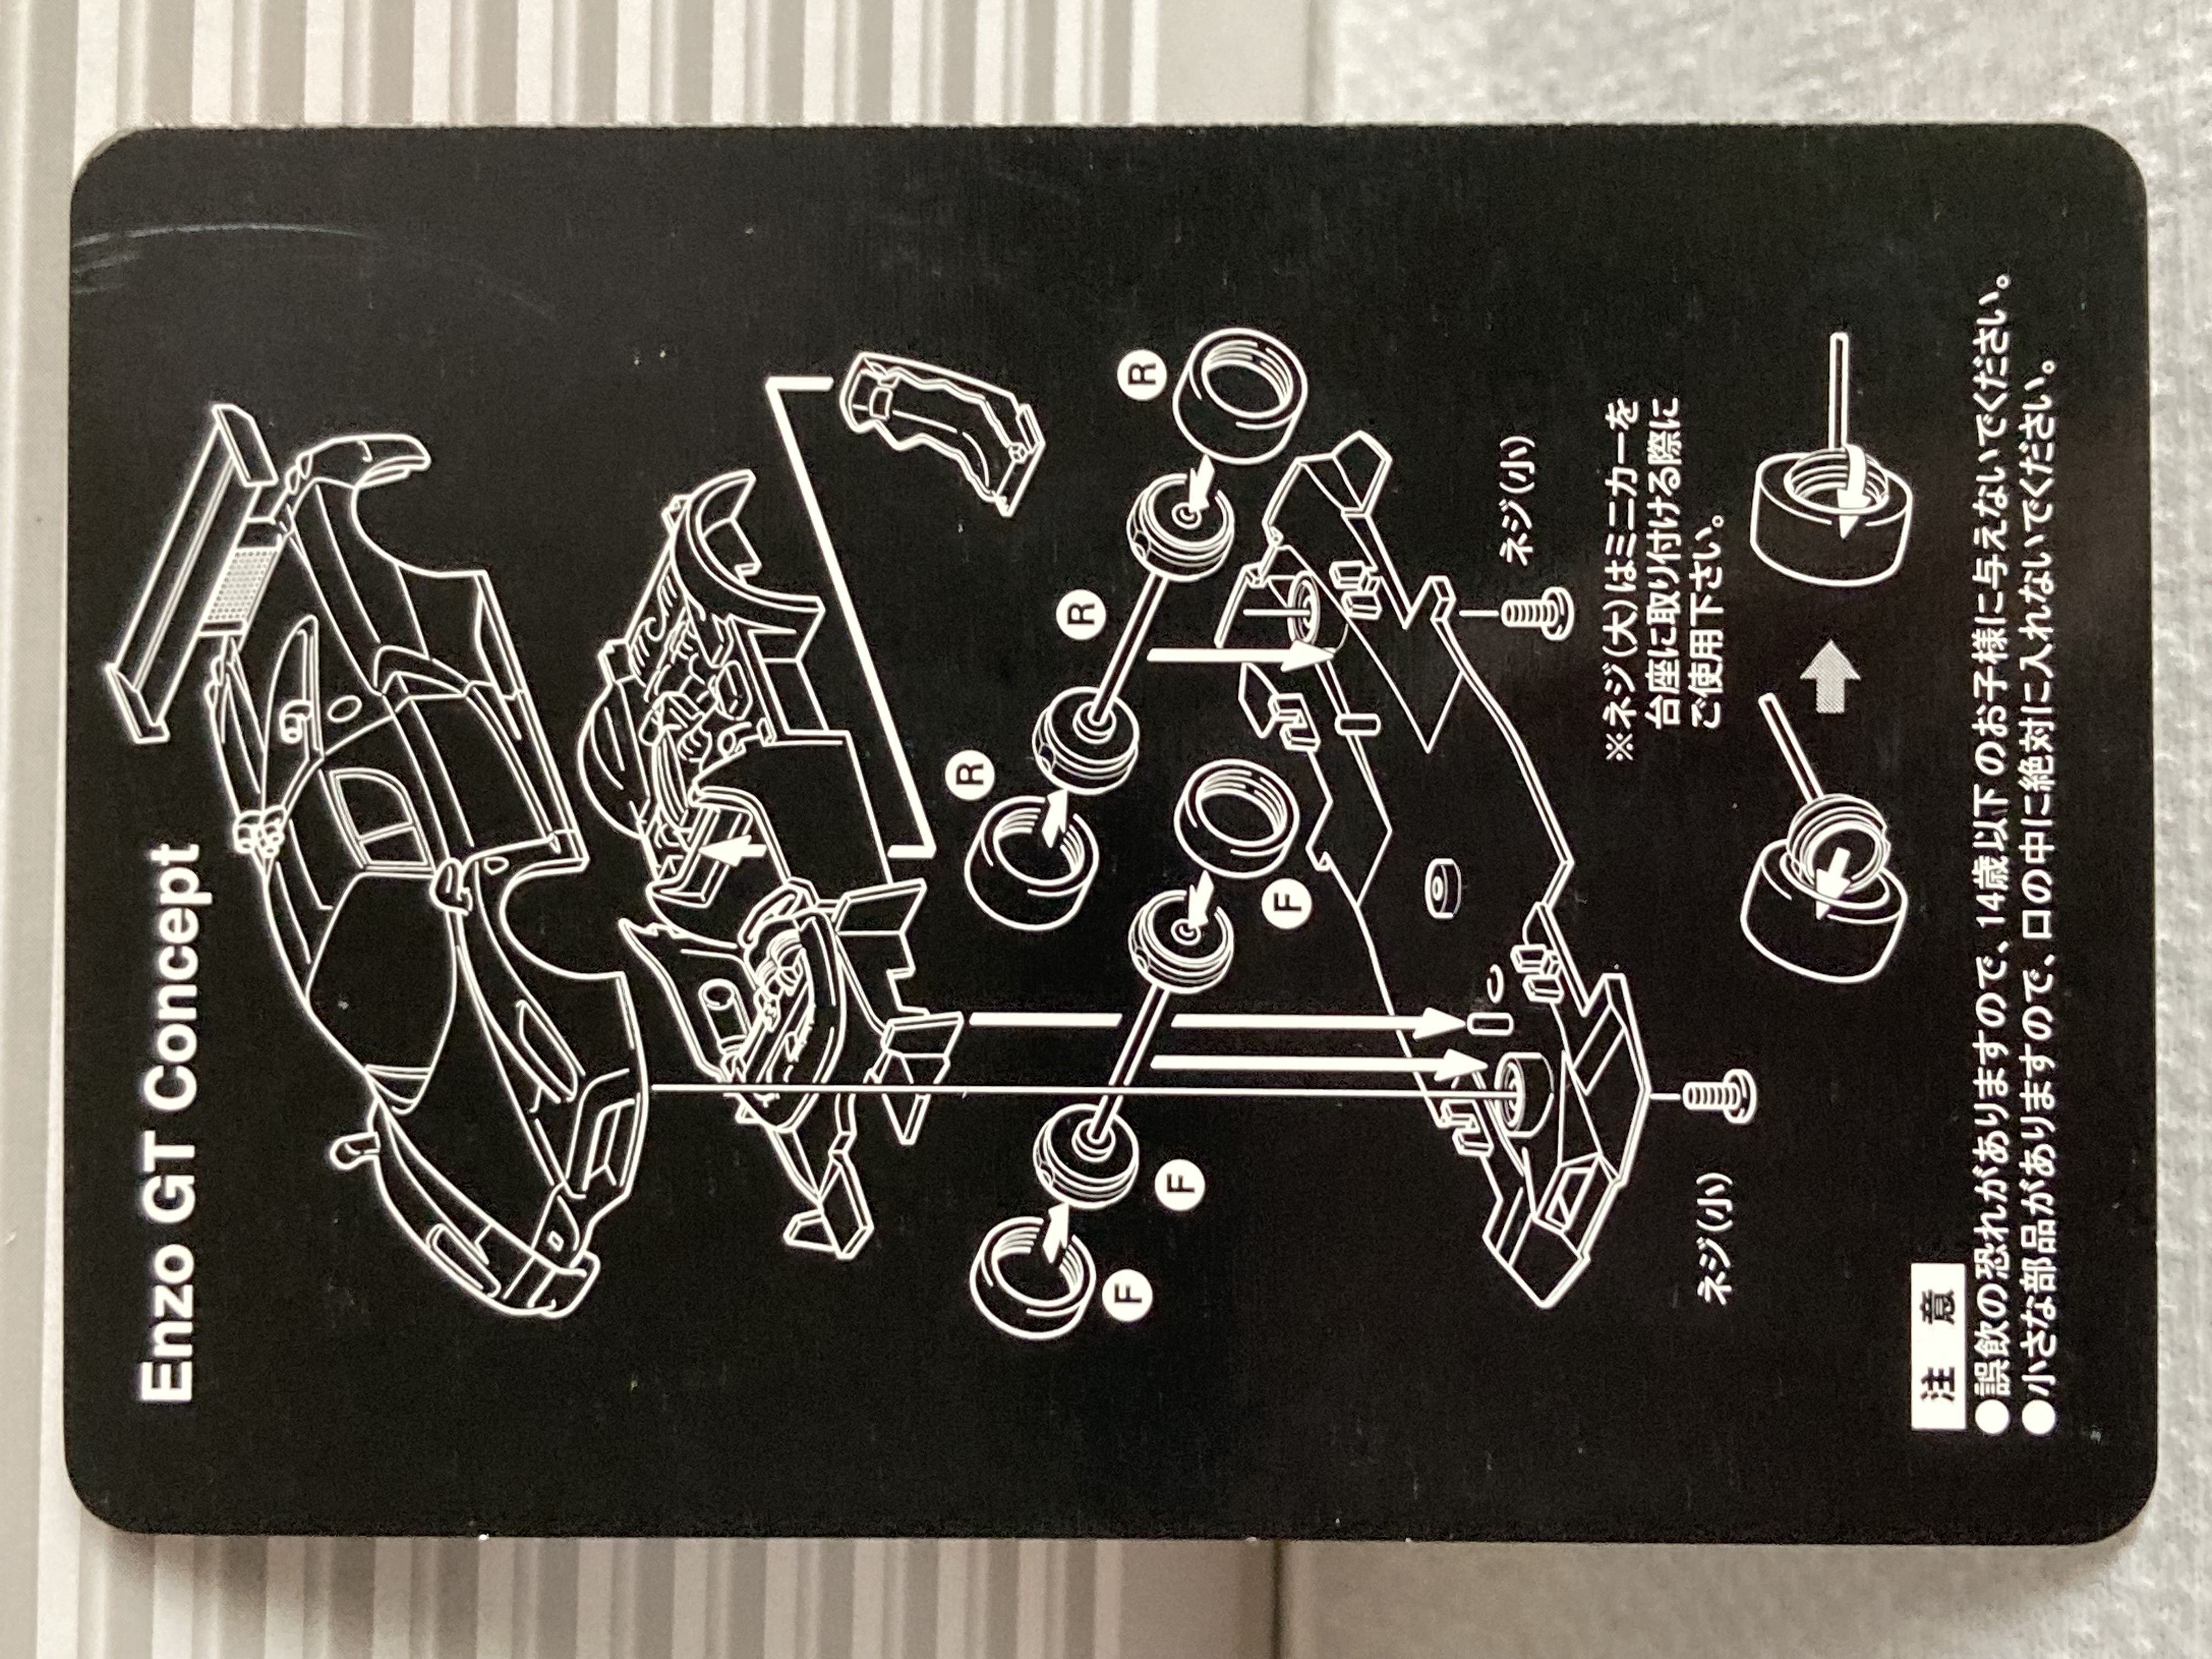 Enzo GT Concept
R
R
F
R
F
F
ネジ(小)
※ネジ(大)はミニカーを
台座に取り付ける際に
ご使用下さい。
ネジ(小)
注 意
●誤飲の恐れがありますので、14歳以下のお子様に与えないでください。
●小さな部品がありますので、口の中に絶対に入れないでください。